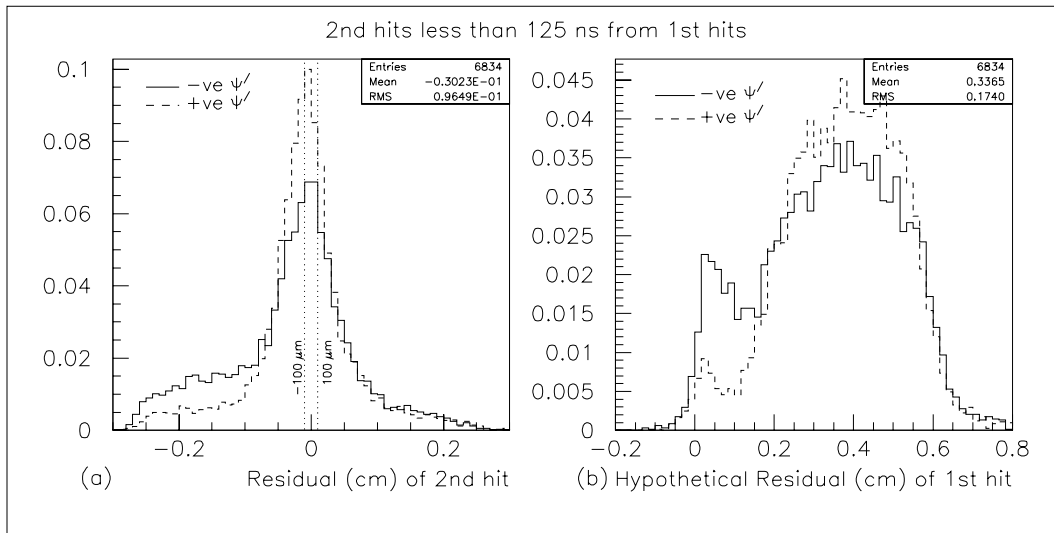 2nd hits less than 125 ns from 1st hits
−ve ψ′
+ve ψ′
Entries 6834
Mean −0.3023E−01
RMS 0.9649E−01
0.1
0.08
0.06
0.04
0.02
0
−0.2 0 0.2
−100 μm
100 μm
(a) Residual (cm) of 2nd hit
−ve ψ′
+ve ψ′
Entries 6834
Mean 0.3365
RMS 0.1740
0.045
0.04
0.035
0.03
0.025
0.02
0.015
0.01
0.005
0
−0.2 0 0.2 0.4 0.6 0.8
(b) Hypothetical Residual (cm) of 1st hit